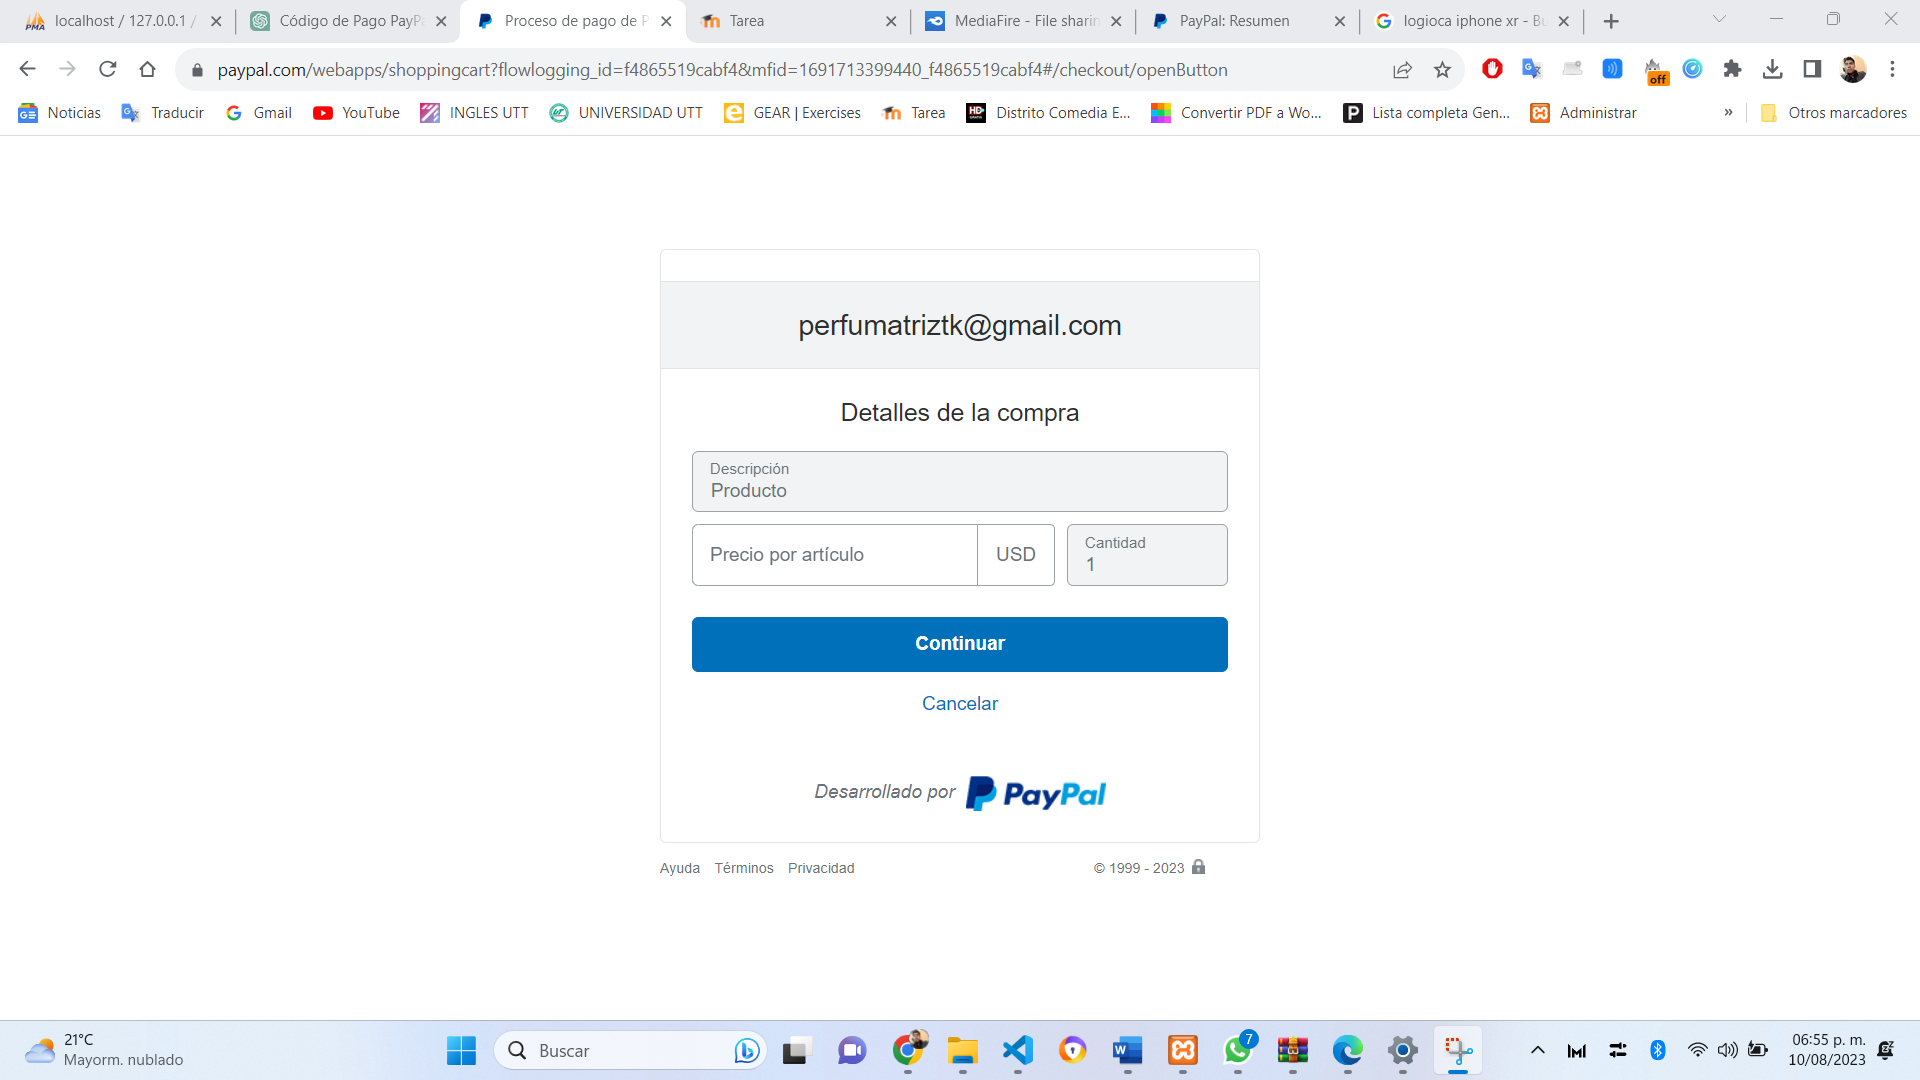 localhost / 127.0.0.1 /
Código de Pago PayPa
Proceso de pago de P
Tarea
MediaFire - File sharin
PayPal: Resumen
logioca iphone xr - Bu
paypal.com/webapps/shoppingcart?flowlogging_id=f4865519cabf4&mfid=1691713399440_f4865519cabf4#/checkout/openButton
off
Noticias
Traducir
Gmail
YouTube
INGLES UTT
UNIVERSIDAD UTT
GEAR | Exercises
Tarea
Distrito Comedia E...
Convertir PDF a Wo...
Lista completa Gen...
Administrar
»
Otros marcadores
perfumatriztk@gmail.com
Detalles de la compra
Descripción
Producto
Precio por artículo
USD
Cantidad
1
Continuar
Cancelar
Desarrollado por PayPal
Ayuda Términos Privacidad © 1999 - 2023
21°C
Mayorm. nublado
Buscar
7
06:55 p. m.
10/08/2023